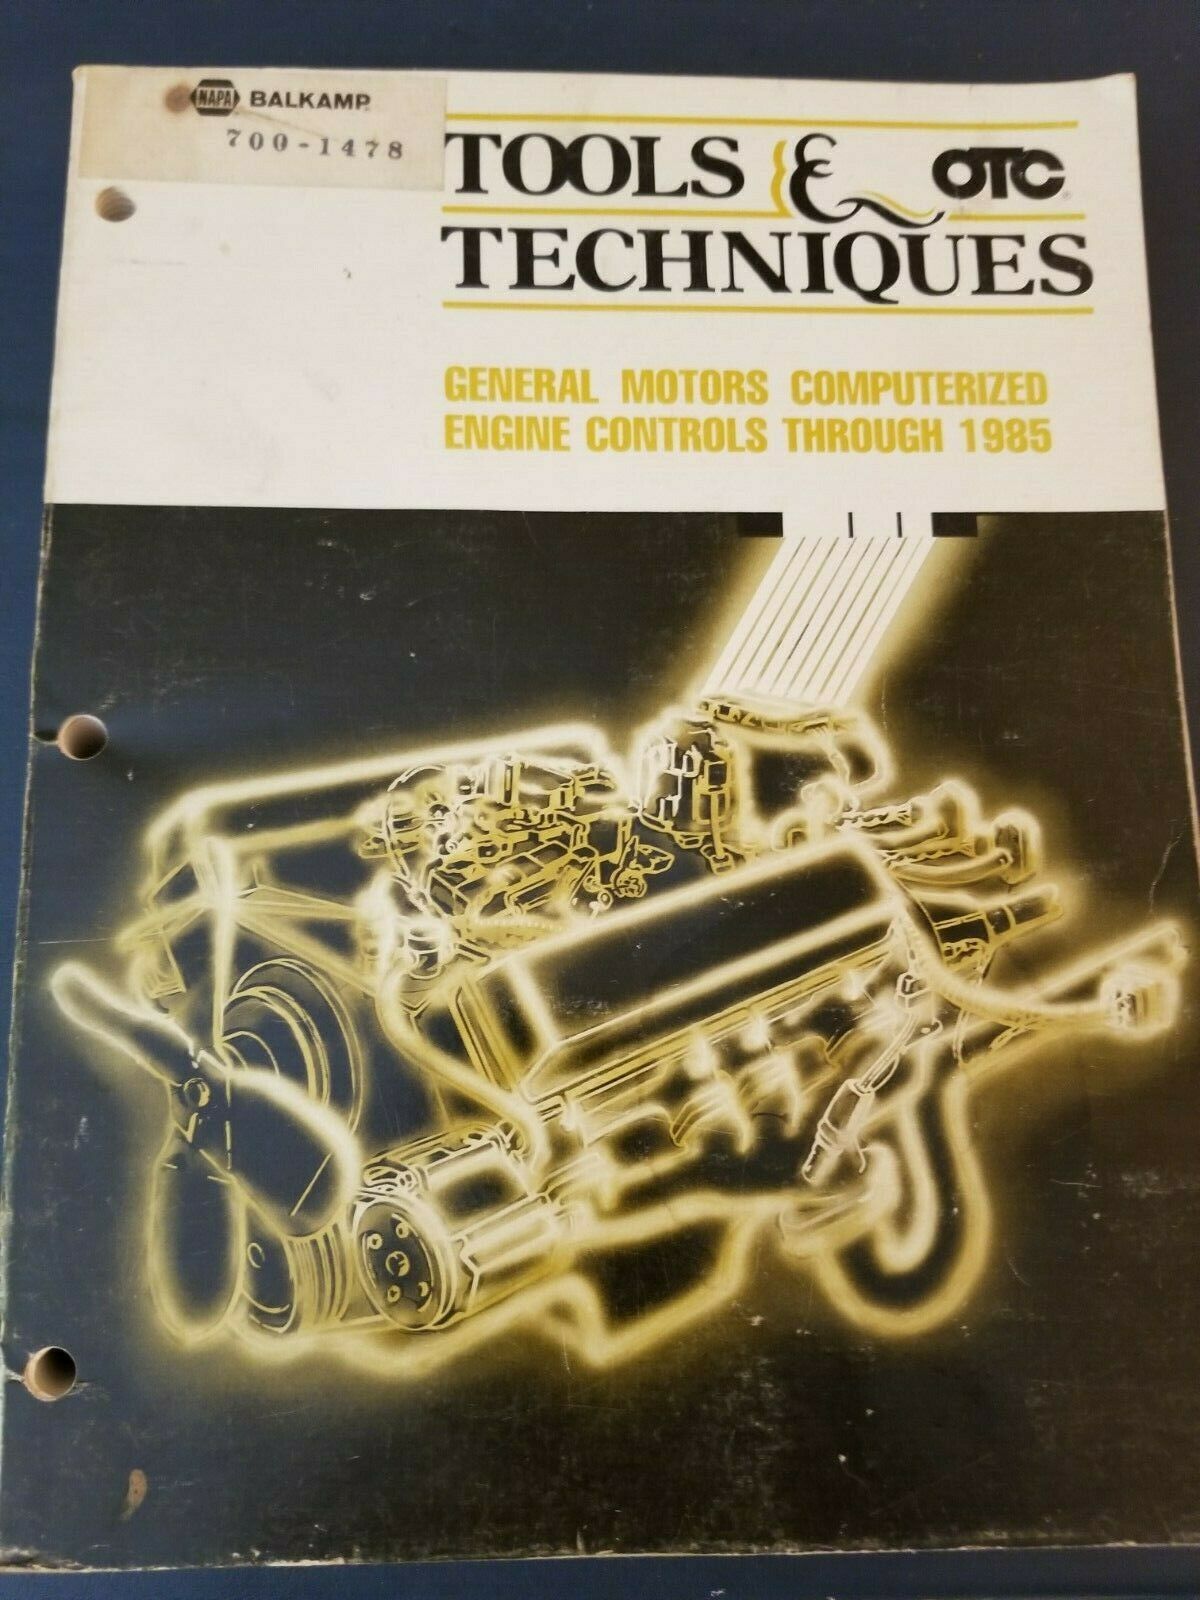 NAPA BALKAMP
700-1478
TOOLS & OTC
TECHNIQUES
GENERAL MOTORS COMPUTERIZED
ENGINE CONTROLS THROUGH 1985